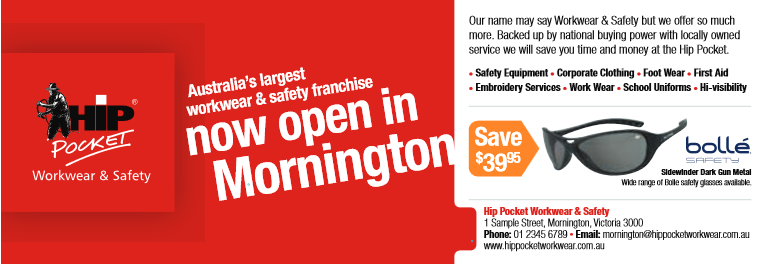 HIP
POCKET
®
Workwear & Safety
Australia's largest
workwear & safety franchise
now open in
Mornington
Our name may say Workwear & Safety but we offer so much
more. Backed up by national buying power with locally owned
service we will save you time and money at the Hip Pocket.
• Safety Equipment • Corporate Clothing • Foot Wear • First Aid
• Embroidery Services • Work Wear • School Uniforms • Hi-visibility
Save
$39⁹⁵
bollé
SAFETY
Sidewinder Dark Gun Metal
Wide range of Bolle safety glasses available.
Hip Pocket Workwear & Safety
1 Sample Street, Mornington, Victoria 3000
Phone: 01 2345 6789 • Email: mornington@hippocketworkwear.com.au
www.hippocketworkwear.com.au